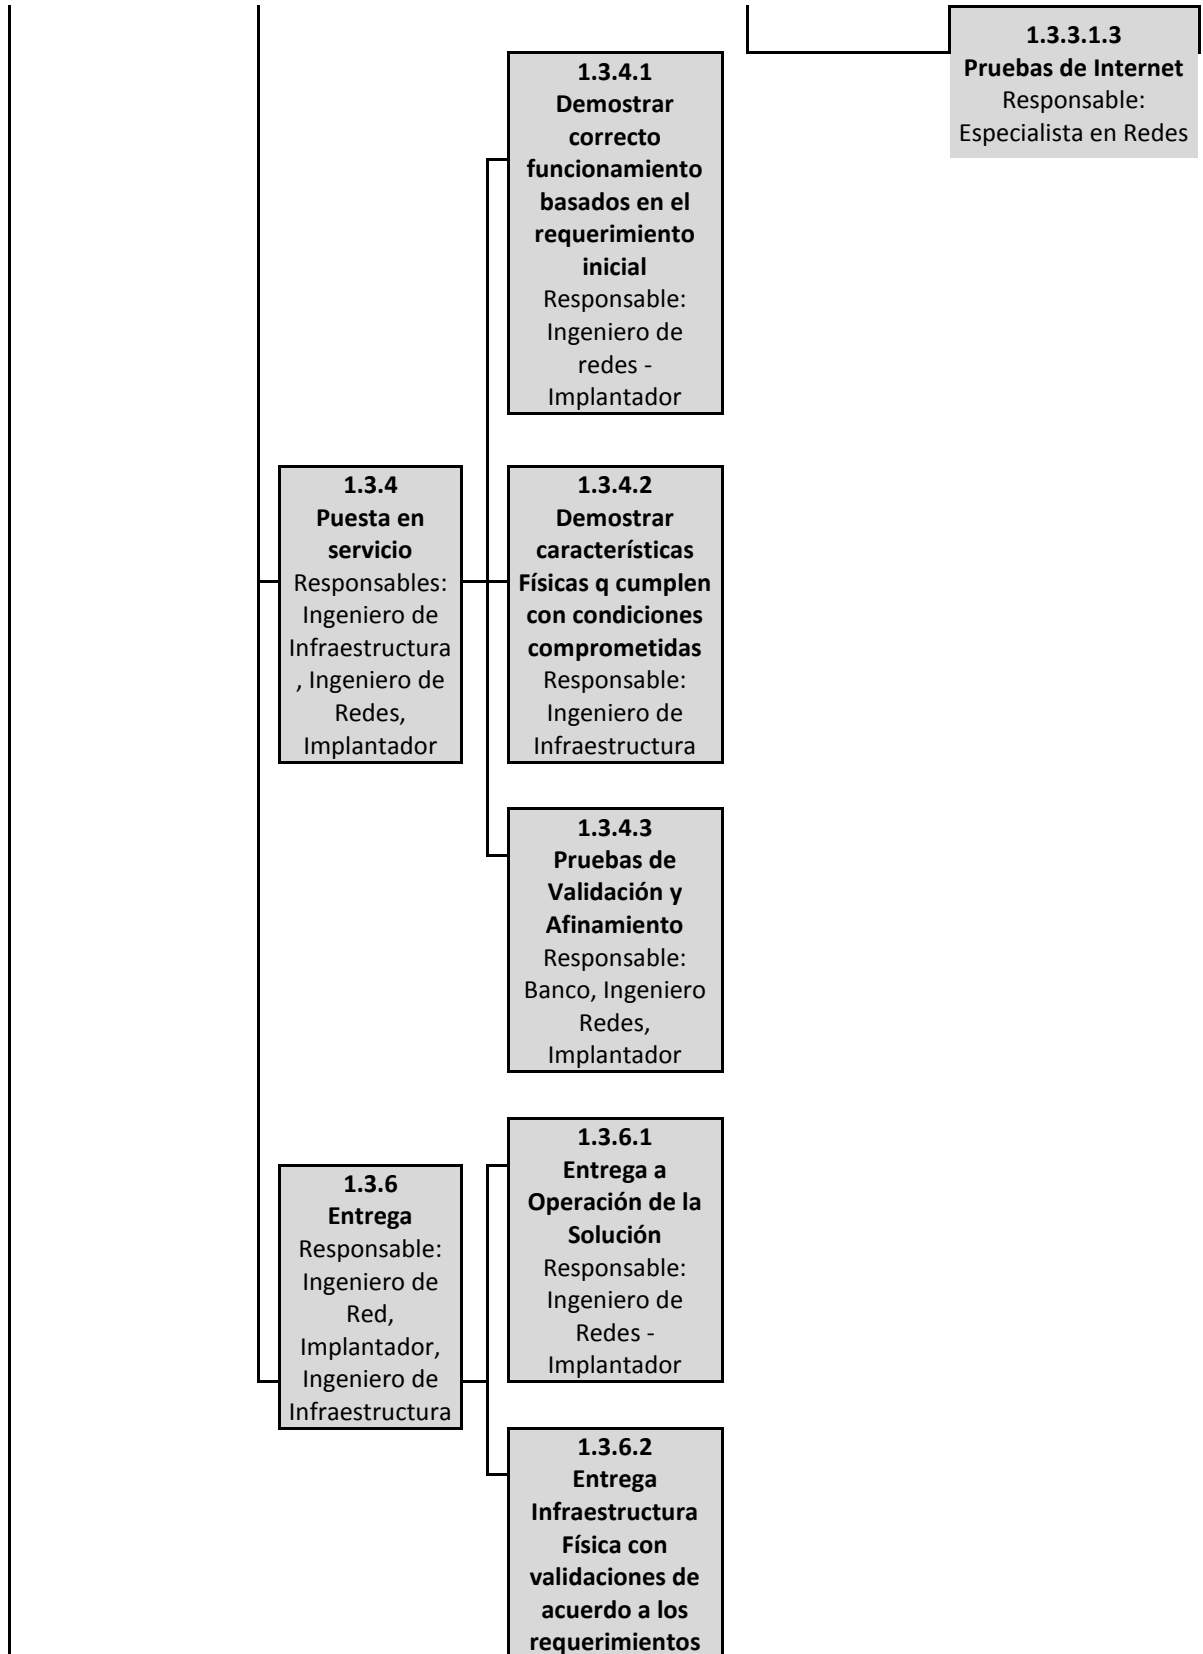 1.3.3.1.3
Pruebas de Internet
Responsable:
Especialista en Redes
1.3.4.1
Demostrar
correcto
funcionamiento
basados en el
requerimiento
inicial
Responsable:
Ingeniero de
redes -
Implantador
1.3.4
Puesta en
servicio
Responsables:
Ingeniero de
Infraestructura
, Ingeniero de
Redes,
Implantador
1.3.4.2
Demostrar
características
Físicas q cumplen
con condiciones
comprometidas
Responsable:
Ingeniero de
Infraestructura
1.3.4.3
Pruebas de
Validación y
Afinamiento
Responsable:
Banco, Ingeniero
Redes,
Implantador
1.3.6
Entrega
Responsable:
Ingeniero de
Red,
Implantador,
Ingeniero de
Infraestructura
1.3.6.1
Entrega a
Operación de la
Solución
Responsable:
Ingeniero de
Redes -
Implantador
1.3.6.2
Entrega
Infraestructura
Física con
validaciones de
acuerdo a los
requerimientos